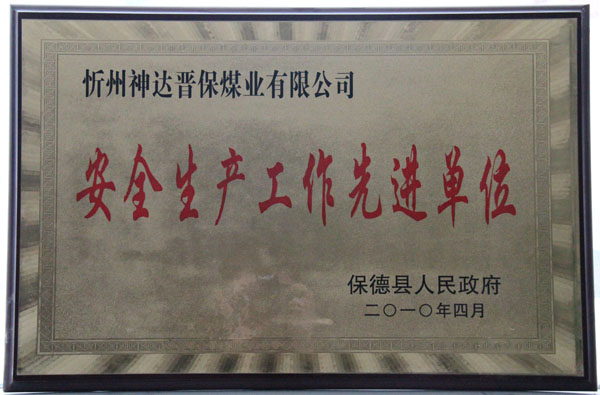 忻州神达晋保煤业有限公司
安全生产工作先进单位
保德县人民政府
二〇一〇年四月